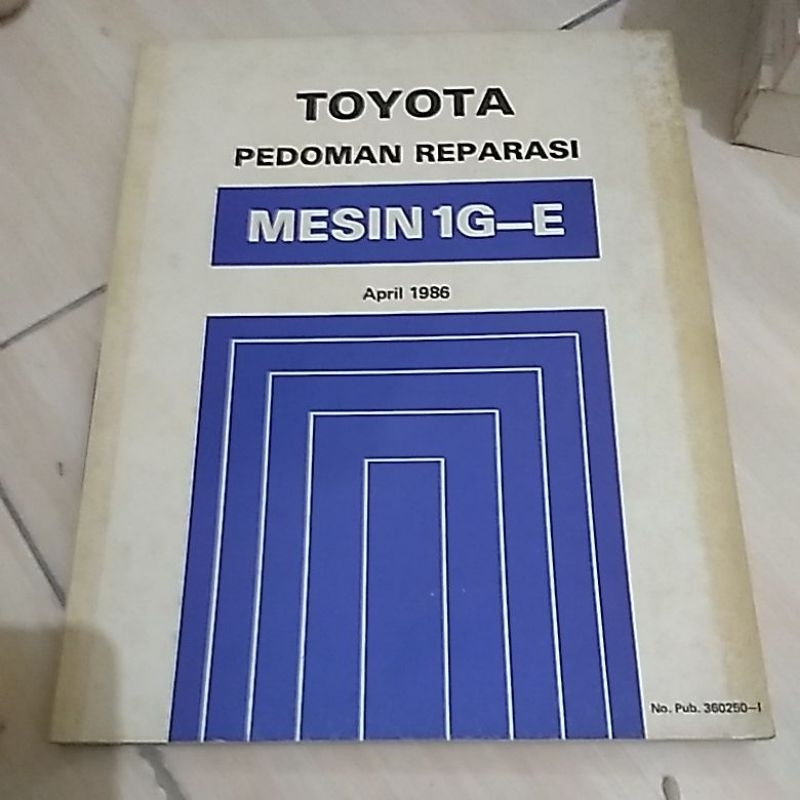 TOYOTA
PEDOMAN REPARASI
MESIN 1G–E
April 1986
No. Pub. 360250–I